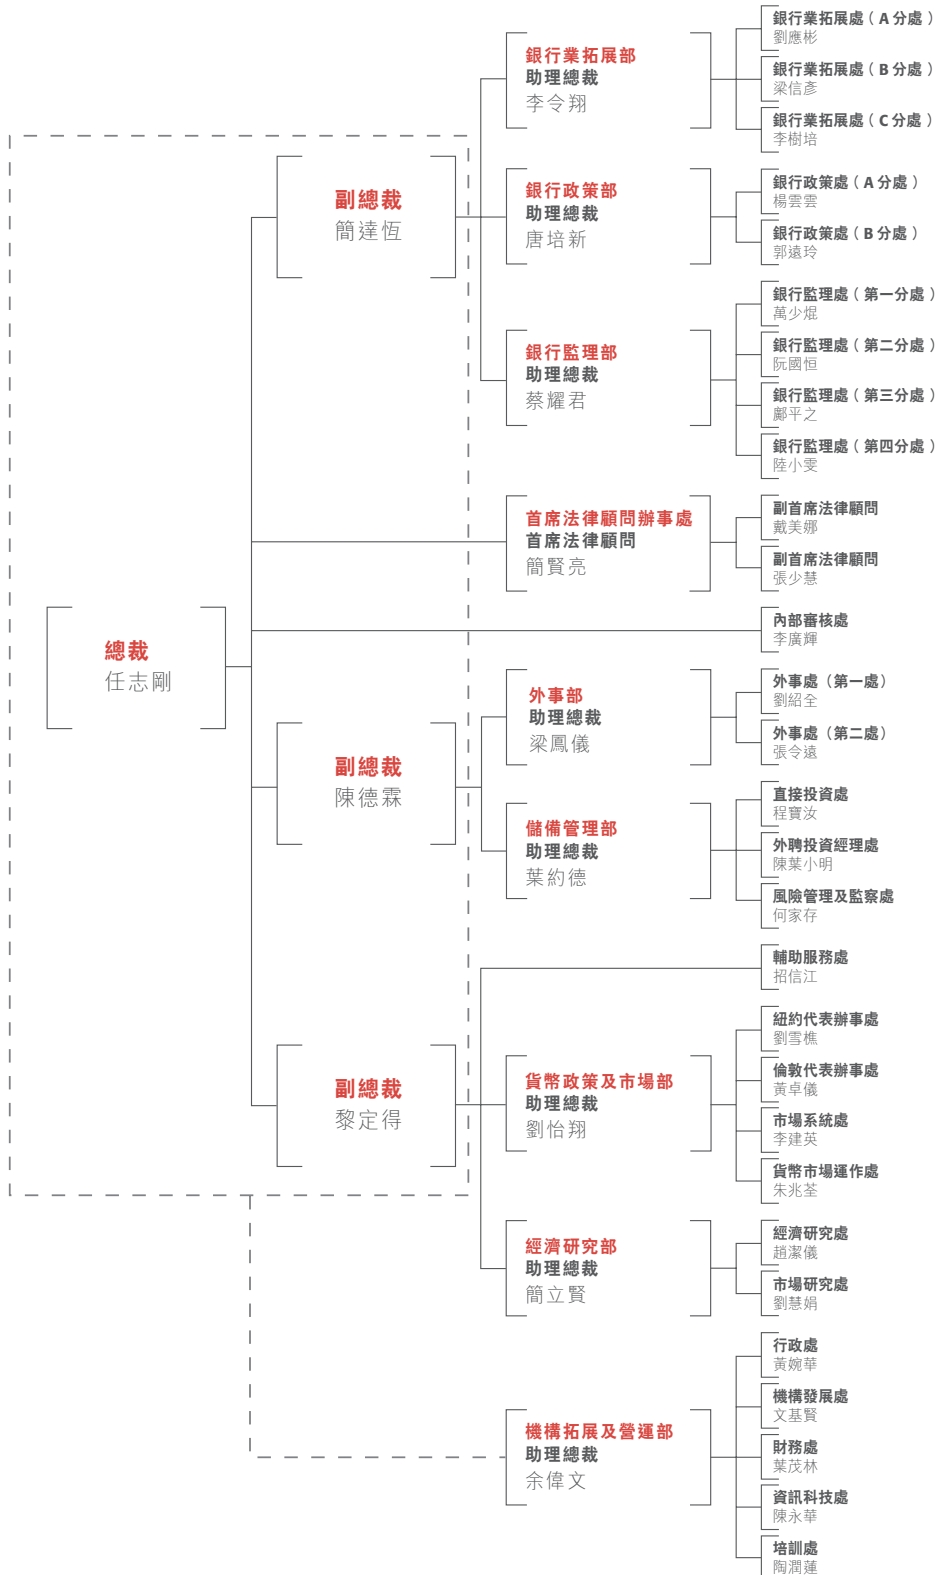 總裁
任志剛
副總裁
簡達恆
銀行業拓展部
助理總裁
李令翔
銀行業拓展處（A 分處）
劉應彬
銀行業拓展處（B 分處）
梁信彥
銀行業拓展處（C 分處）
李樹培
銀行政策部
助理總裁
唐培新
銀行政策處（A 分處）
楊雲雲
銀行政策處（B 分處）
郭遠玲
銀行監理部
助理總裁
蔡耀君
銀行監理處（第一分處）
萬少焜
銀行監理處（第二分處）
阮國恒
銀行監理處（第三分處）
鄺平之
銀行監理處（第四分處）
陸小雯
首席法律顧問辦事處
首席法律顧問
簡賢亮
副首席法律顧問
戴美娜
副首席法律顧問
張少慧
內部審核處
李廣輝
副總裁
陳德霖
外事部
助理總裁
梁鳳儀
外事處（第一處）
劉紹全
外事處（第二處）
張令遠
儲備管理部
助理總裁
葉約德
直接投資處
程寶汝
外聘投資經理處
陳葉小明
風險管理及監察處
何家存
副總裁
黎定得
輔助服務處
招信江
貨幣政策及市場部
助理總裁
劉怡翔
紐約代表辦事處
劉雪樵
倫敦代表辦事處
黃卓儀
市場系統處
李建英
貨幣市場運作處
朱兆荃
經濟研究部
助理總裁
簡立賢
經濟研究處
趙潔儀
市場研究處
劉慧娟
機構拓展及營運部
助理總裁
余偉文
行政處
黃婉華
機構發展處
文基賢
財務處
葉茂林
資訊科技處
陳永華
培訓處
陶潤蓮